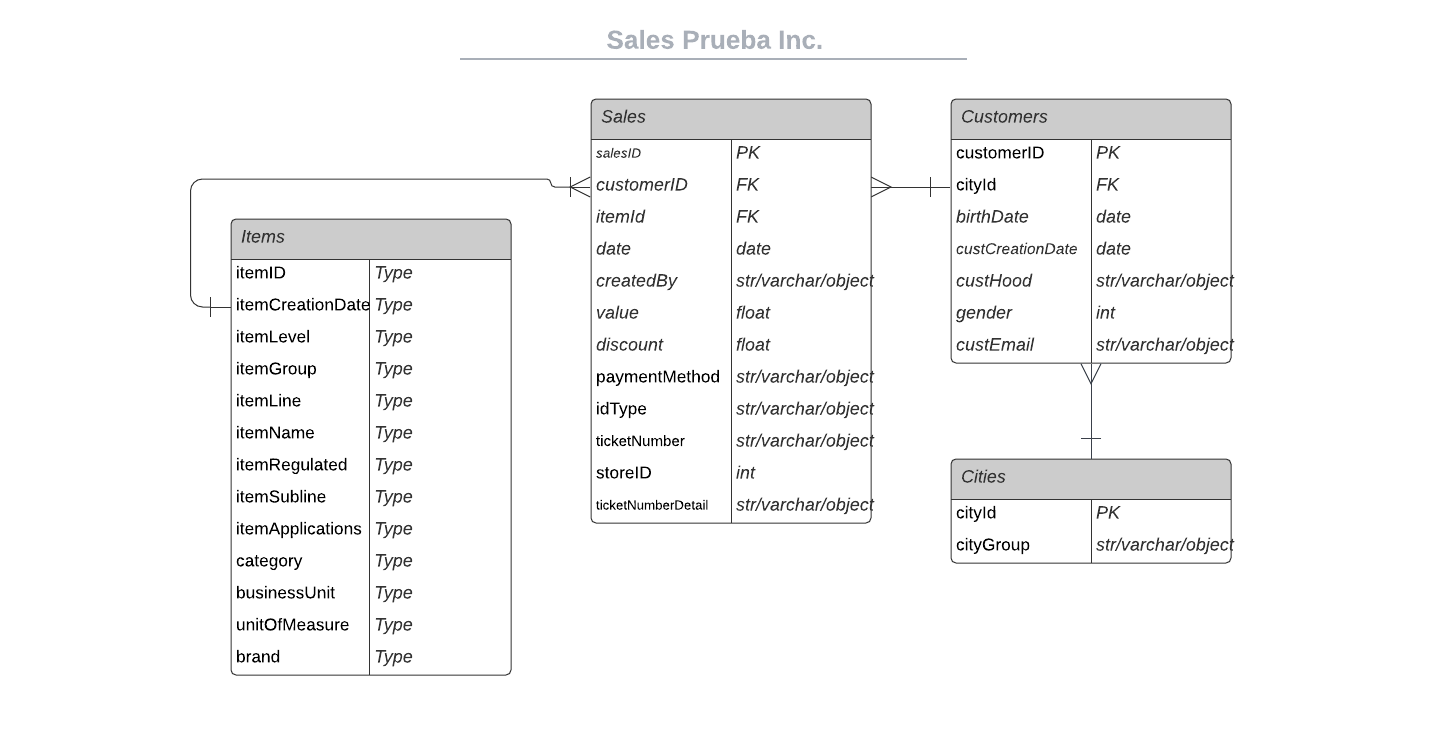 Sales Prueba Inc.
Sales
salesID PK
customerID FK
itemId FK
date date
createdBy str/varchar/object
value float
discount float
paymentMethod str/varchar/object
idType str/varchar/object
ticketNumber str/varchar/object
storeID int
ticketNumberDetail str/varchar/object
Customers
customerID PK
cityId FK
birthDate date
custCreationDate date
custHood str/varchar/object
gender int
custEmail str/varchar/object
Items
itemID Type
itemCreationDate Type
itemLevel Type
itemGroup Type
itemLine Type
itemName Type
itemRegulated Type
itemSubline Type
itemApplications Type
category Type
businessUnit Type
unitOfMeasure Type
brand Type
Cities
cityId PK
cityGroup str/varchar/object